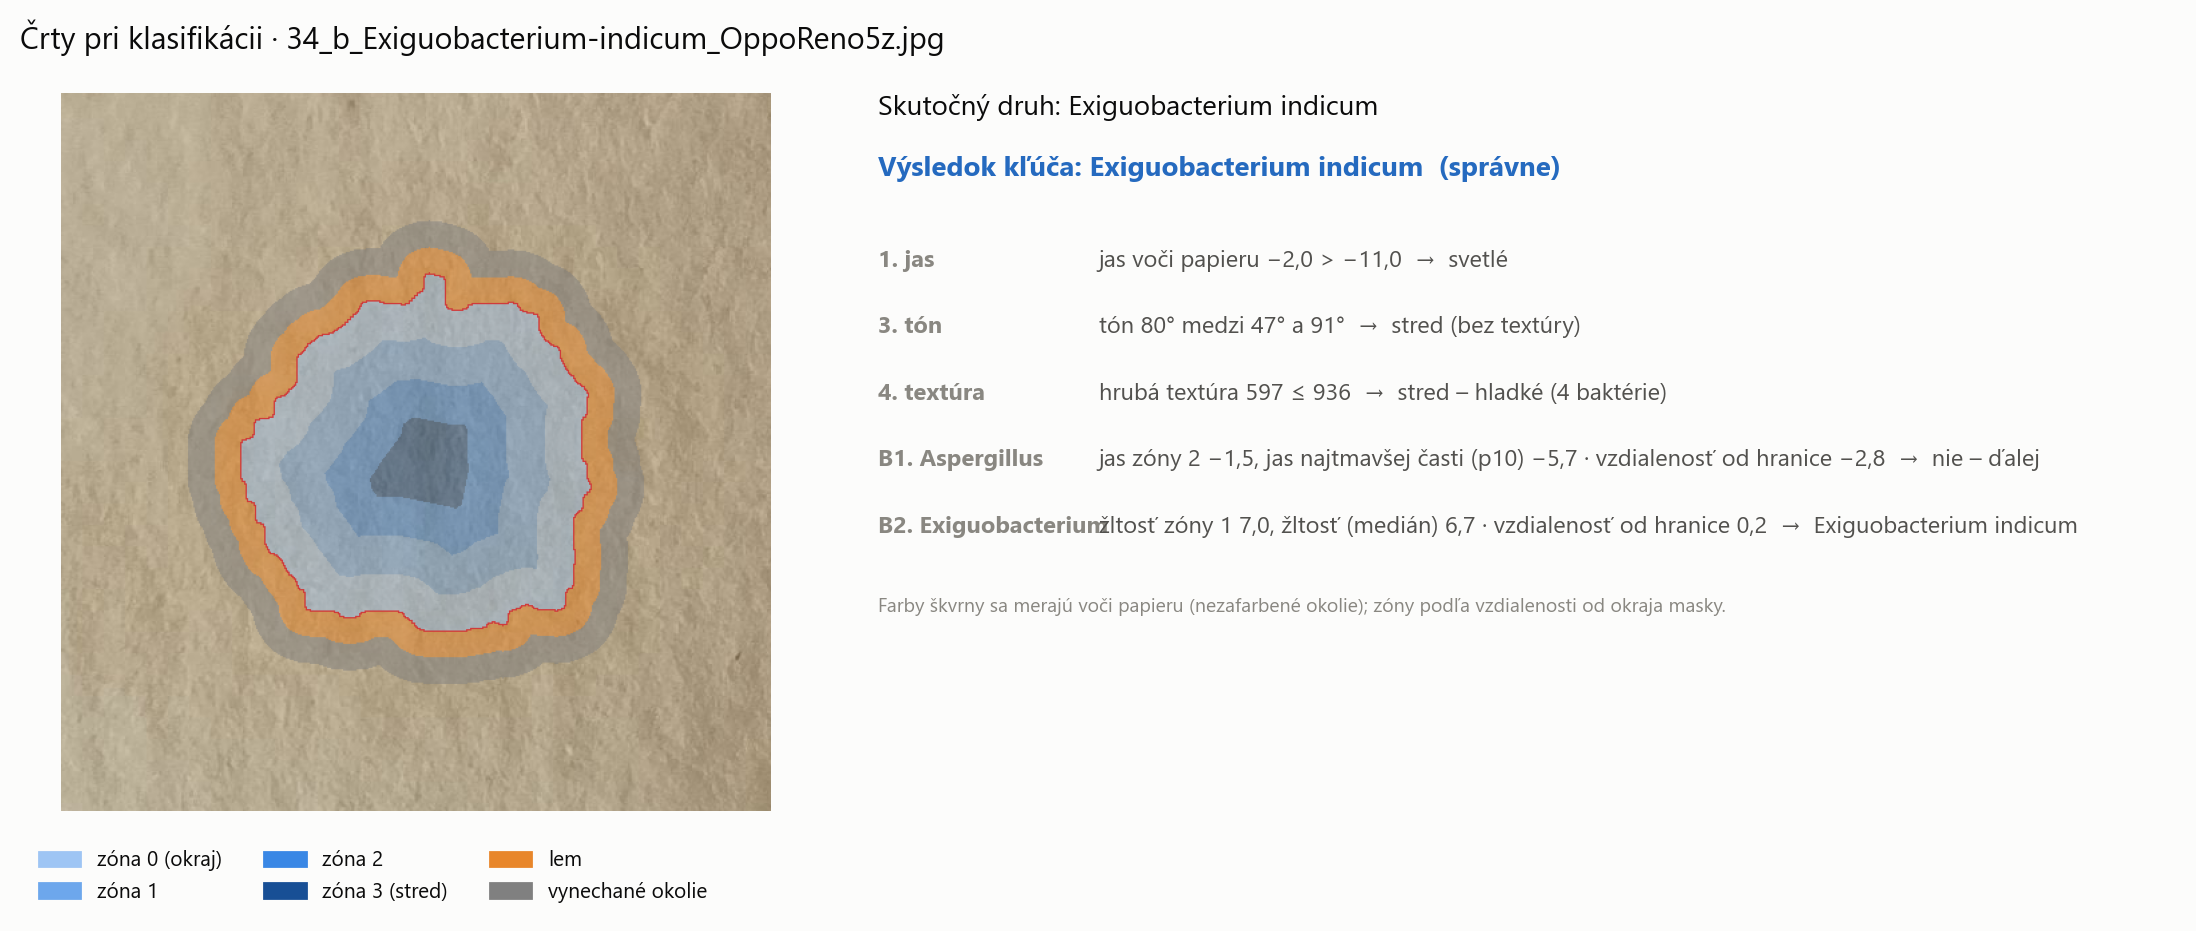 Črty pri klasifikácii · 34_b_Exiguobacterium-indicum_OppoReno5z.jpg
Skutočný druh: Exiguobacterium indicum
Výsledok kľúča: Exiguobacterium indicum (správne)
1. jas jas voči papieru −2,0 > −11,0 → svetlé
3. tón tón 80° medzi 47° a 91° → stred (bez textúry)
4. textúra hrubá textúra 597 ≤ 936 → stred – hladké (4 baktérie)
B1. Aspergillus jas zóny 2 −1,5, jas najtmavšej časti (p10) −5,7 · vzdialenosť od hranice −2,8 → nie – ďalej
B2. Exiguobacterium žltosť zóny 1 7,0, žltosť (medián) 6,7 · vzdialenosť od hranice 0,2 → Exiguobacterium indicum
Farby škvrny sa merajú voči papieru (nezafarbené okolie); zóny podľa vzdialenosti od okraja masky.
zóna 0 (okraj) zóna 2 lem
zóna 1 zóna 3 (stred) vynechané okolie